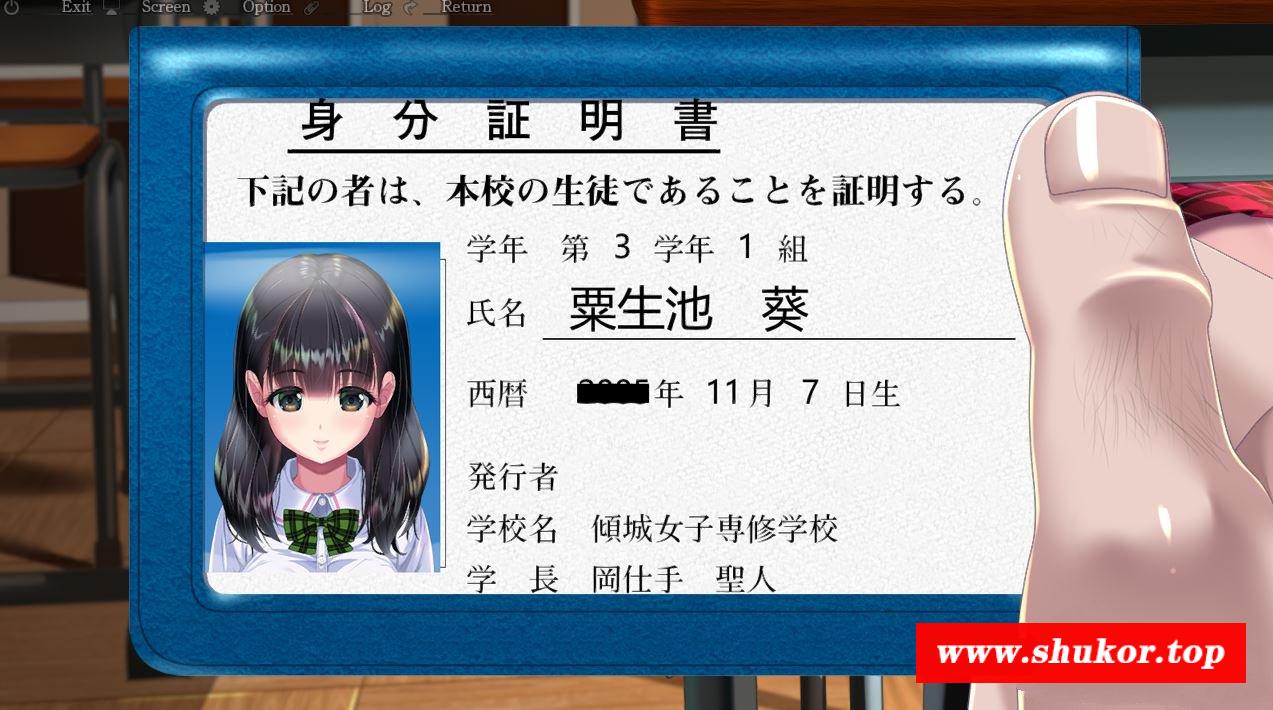 Exit Screen Option Log Return
身 分 証 明 書
下記の者は、本校の生徒であることを証明する。
学年 第 3 学年 1 組
氏名 粟生池 葵
西暦 年 11月 7 日生
発行者
学校名 傾城女子専修学校
学 長 岡仕手 聖人
www.shukor.top